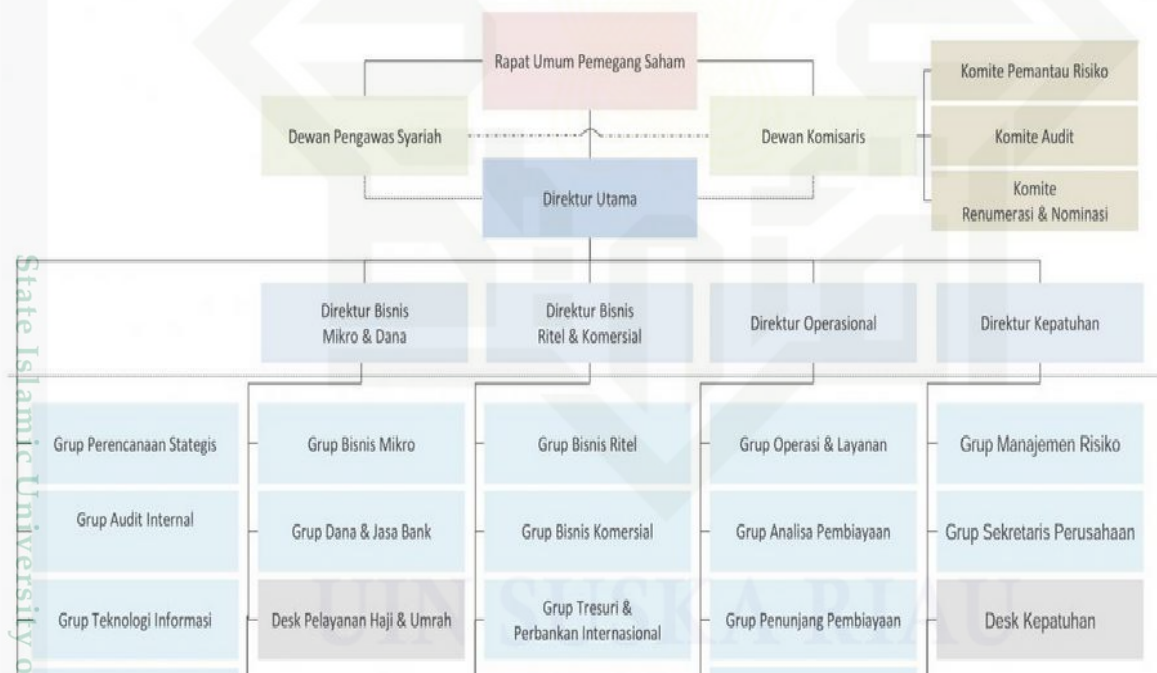 Rapat Umum Pemegang Saham
Komite Pemantau Risiko
Dewan Pengawas Syariah
Dewan Komisaris
Komite Audit
Direktur Utama
Komite
Renumerasi & Nominasi
Direktur Bisnis
Mikro & Dana
Direktur Bisnis
Ritel & Komersial
Direktur Operasional
Direktur Kepatuhan
Grup Perencanaan Stategis
Grup Bisnis Mikro
Grup Bisnis Ritel
Grup Operasi & Layanan
Grup Manajemen Risiko
Grup Audit Internal
Grup Dana & Jasa Bank
Grup Bisnis Komersial
Grup Analisa Pembiayaan
Grup Sekretaris Perusahaan
Grup Teknologi Informasi
Desk Pelayanan Haji & Umrah
Grup Tresuri &
Perbankan Internasional
Grup Penunjang Pembiayaan
Desk Kepatuhan
UIN SUSKA RIAU
State Islamic University o